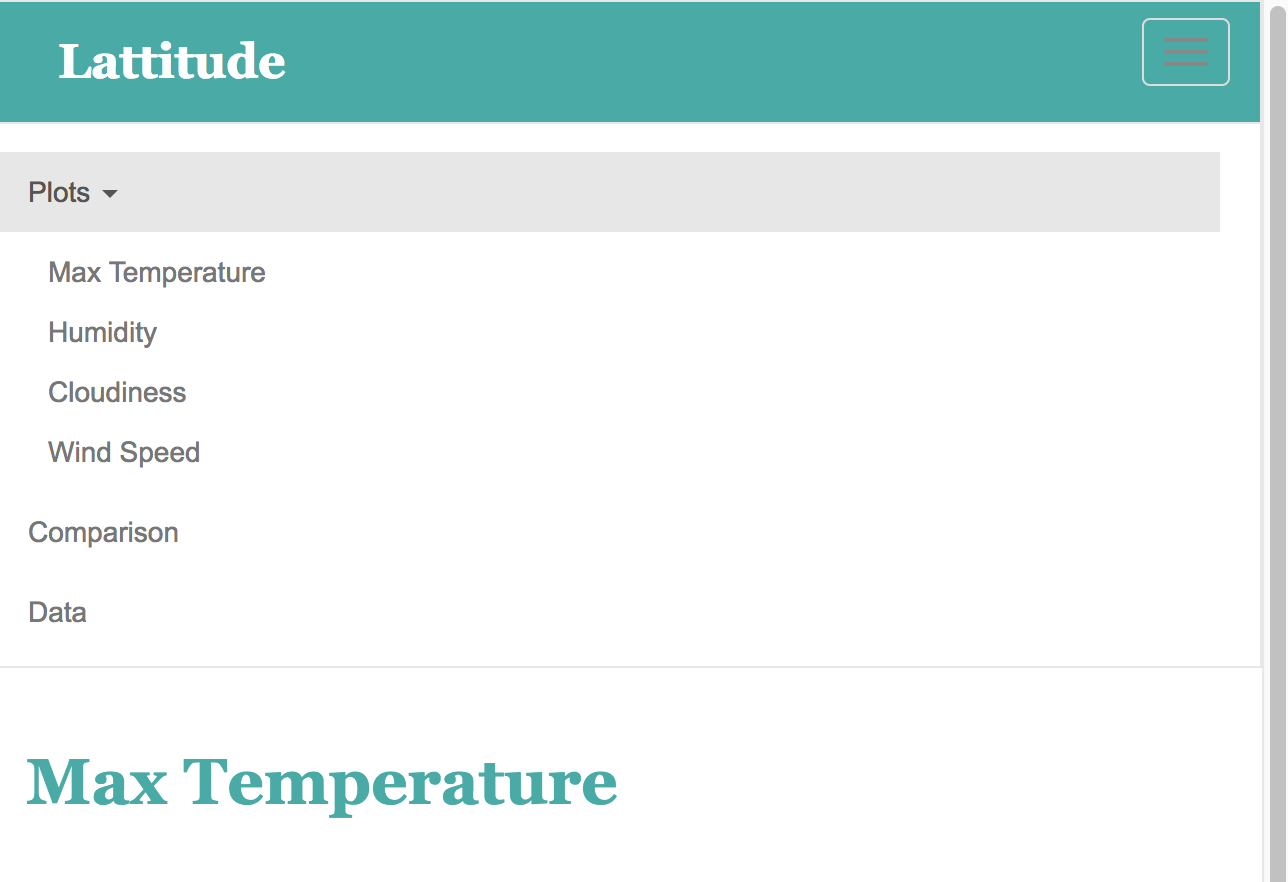 Lattitude
Plots
Max Temperature
Humidity
Cloudiness
Wind Speed
Comparison
Data
Max Temperature